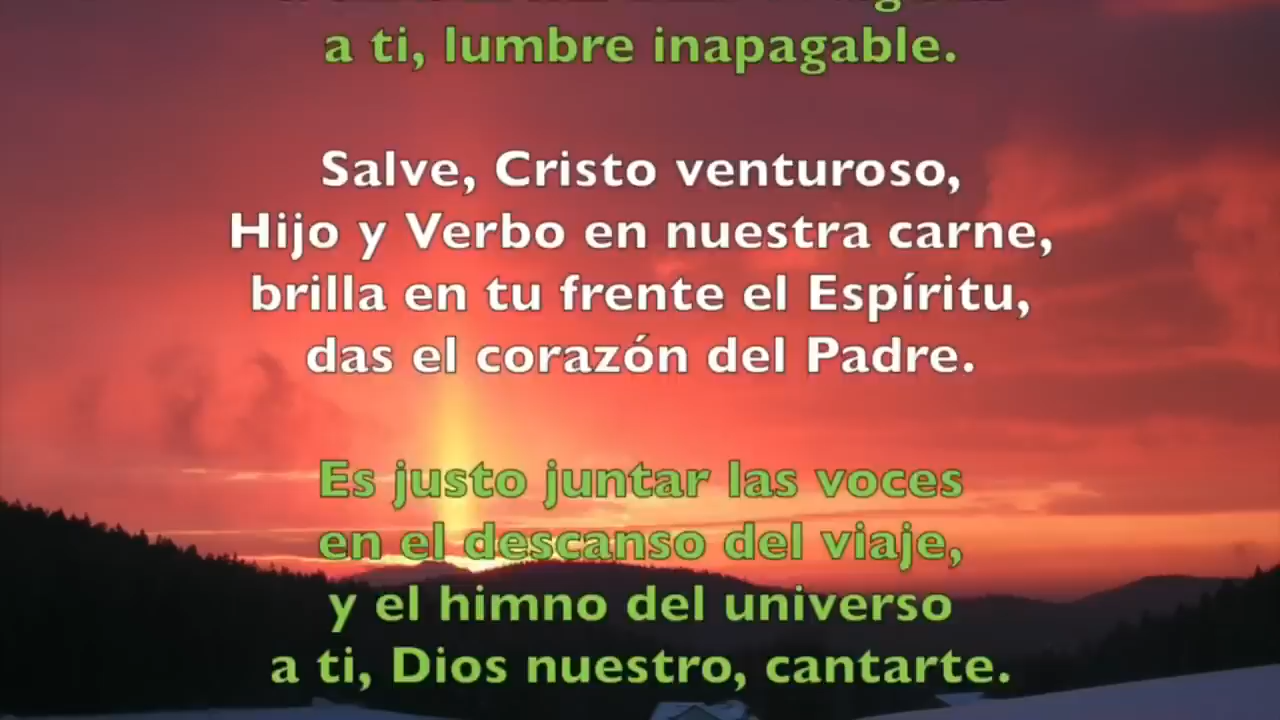 a ti, lumbre inapagable.
Salve, Cristo venturoso,
Hijo y Verbo en nuestra carne,
brilla en tu frente el Espíritu,
das el corazón del Padre.
Es justo juntar las voces
en el descanso del viaje,
y el himno del universo
a ti, Dios nuestro, cantarte.